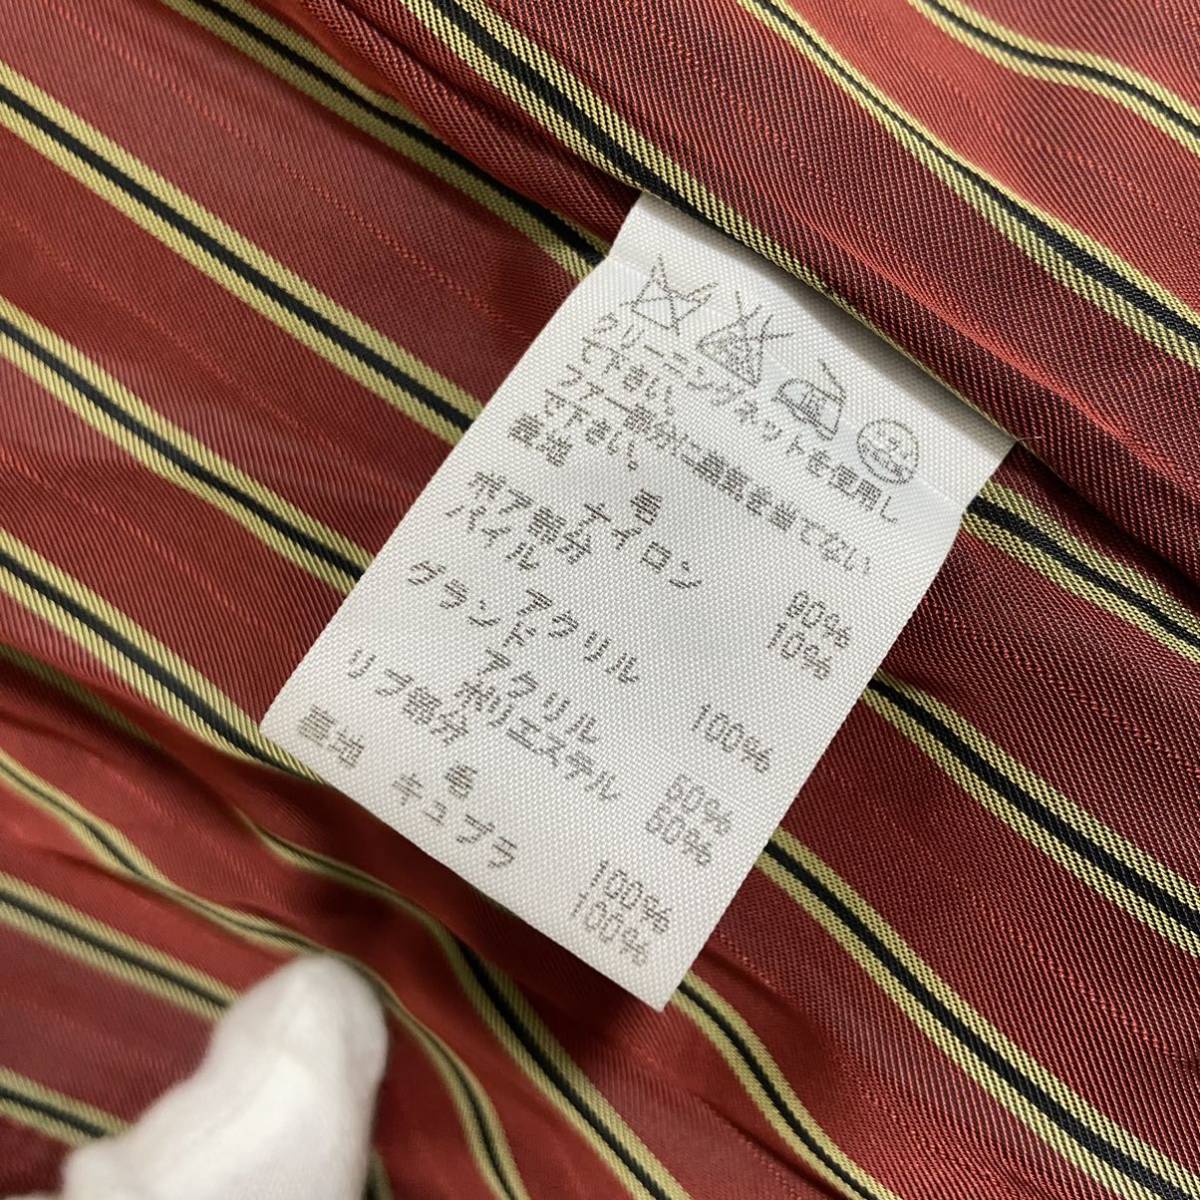 クリーニングネットを使用し
て下さい。
ファー部分に蒸気を当てない
で下さい。
表地 毛 90%
ナイロン 10%
ボア部分
パイル アクリル 100%
グランド アクリル 50%
ポリエステル 50%
リブ部分 毛 100%
裏地 キュプラ 100%